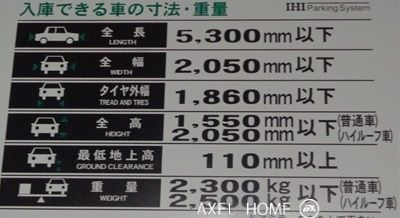 入庫できる車の寸法・重量 IHI Parking System
全長 LENGTH 5,300mm以下
全幅 WIDTH 2,050mm以下
タイヤ外幅 TREAD AND TIRES 1,860mm以下
全高 HEIGHT 1,550mm 2,050mm 以下 (普通車) (ハイルーフ車)
最低地上高 GROUND CLEARANCE 110mm以上
重量 WEIGHT 2,300kg 以下 (普通車) (ハイルーフ車)
AXEL HOME